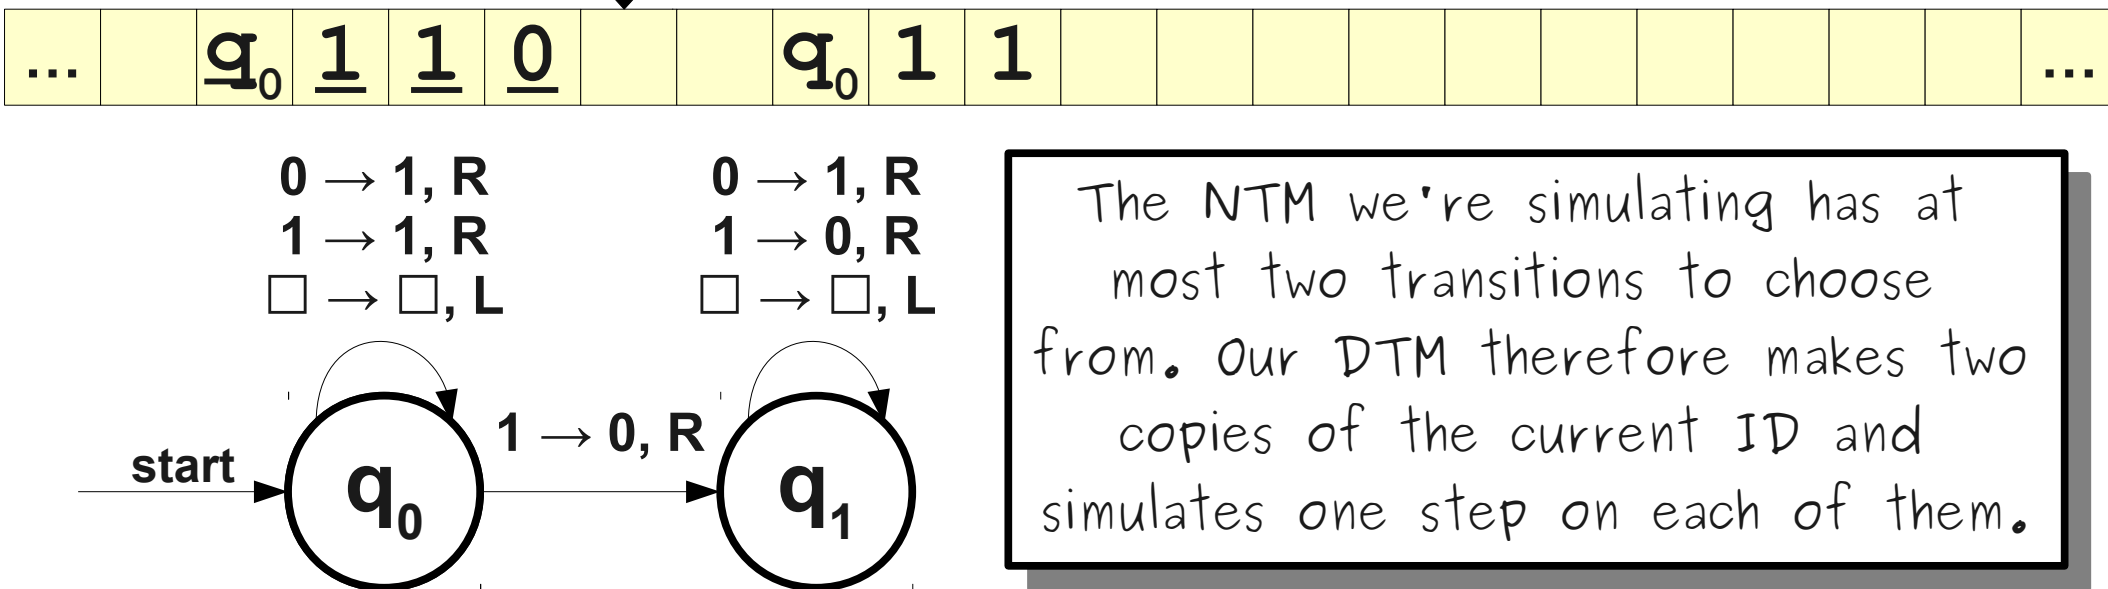 ... q0 1 1 0 q0 1 1 ...
0 → 1, R
1 → 1, R
□ → □, L
0 → 1, R
1 → 0, R
□ → □, L
start
q0
1 → 0, R
q1
The NTM we're simulating has at
most two transitions to choose
from. Our DTM therefore makes two
copies of the current ID and
simulates one step on each of them.